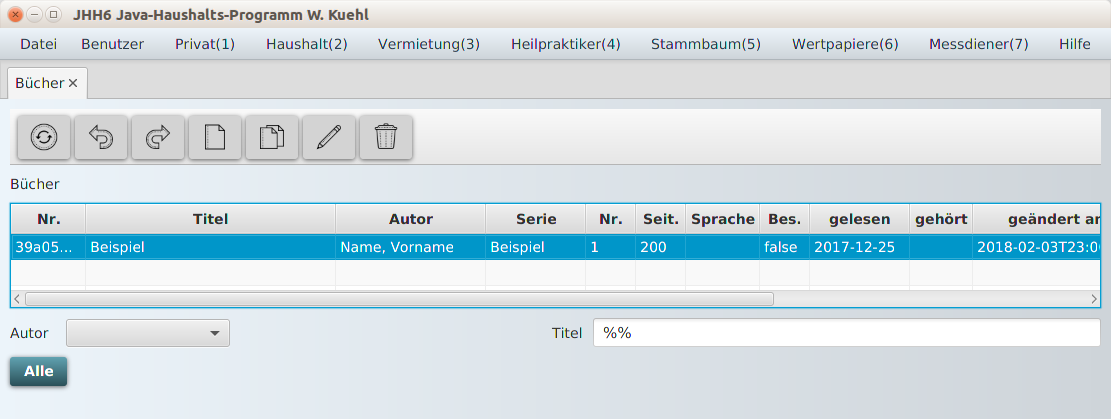 JHH6 Java-Haushalts-Programm W. Kuehl
Datei Benutzer Privat(1) Haushalt(2) Vermietung(3) Heilpraktiker(4) Stammbaum(5) Wertpapiere(6) Messdiener(7) Hilfe
Bücher
Bücher
Nr. Titel Autor Serie Nr. Seit. Sprache Bes. gelesen gehört geändert an
39a05... Beispiel Name, Vorname Beispiel 1 200 false 2017-12-25 2018-02-03T23:0
Autor Titel %%
Alle